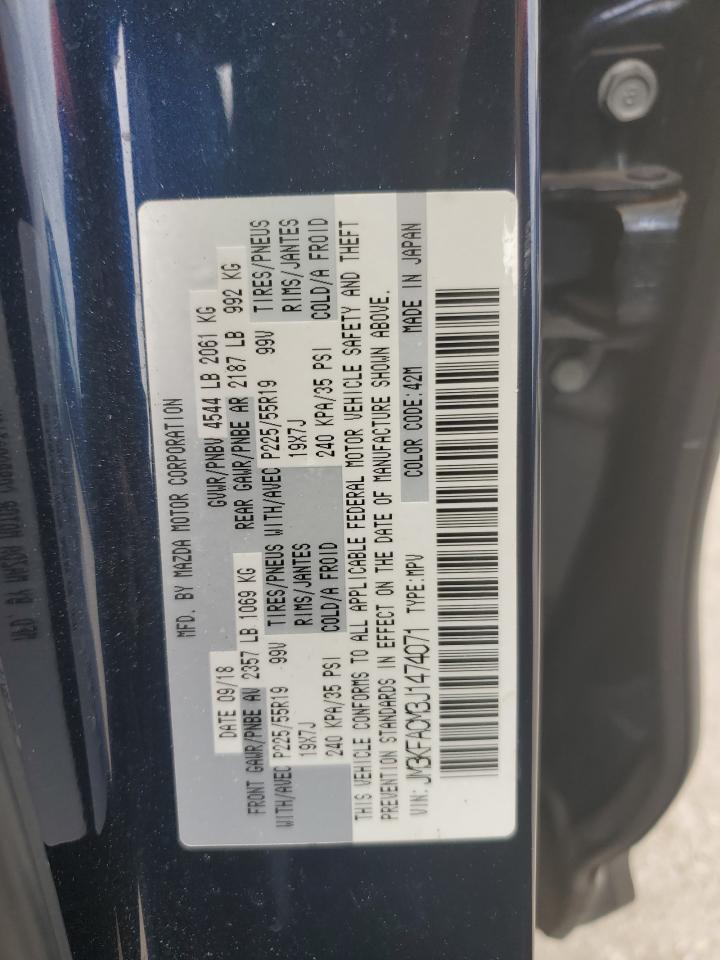 MFD. BY MAZDA MOTOR CORPORATION
DATE 09/18 GVWR/PNBV 4544 LB 2061 KG
FRONT GAWR/PNBE AV 2357 LB 1069 KG REAR GAWR/PNBE AR 2187 LB 992 KG
WITH/AVEC P225/55R19 99V TIRES/PNEUS WITH/AVEC P225/55R19 99V TIRES/PNEUS
19X7J RIMS/JANTES 19X7J RIMS/JANTES
240 KPA/35 PSI COLD/A FROID 240 KPA/35 PSI COLD/A FROID
THIS VEHICLE CONFORMS TO ALL APPLICABLE FEDERAL MOTOR VEHICLE SAFETY AND THEFT
PREVENTION STANDARDS IN EFFECT ON THE DATE OF MANUFACTURE SHOWN ABOVE.
VIN: JM3KFACM3J1474071 TYPE:MPV COLOR CODE:42M MADE IN JAPAN